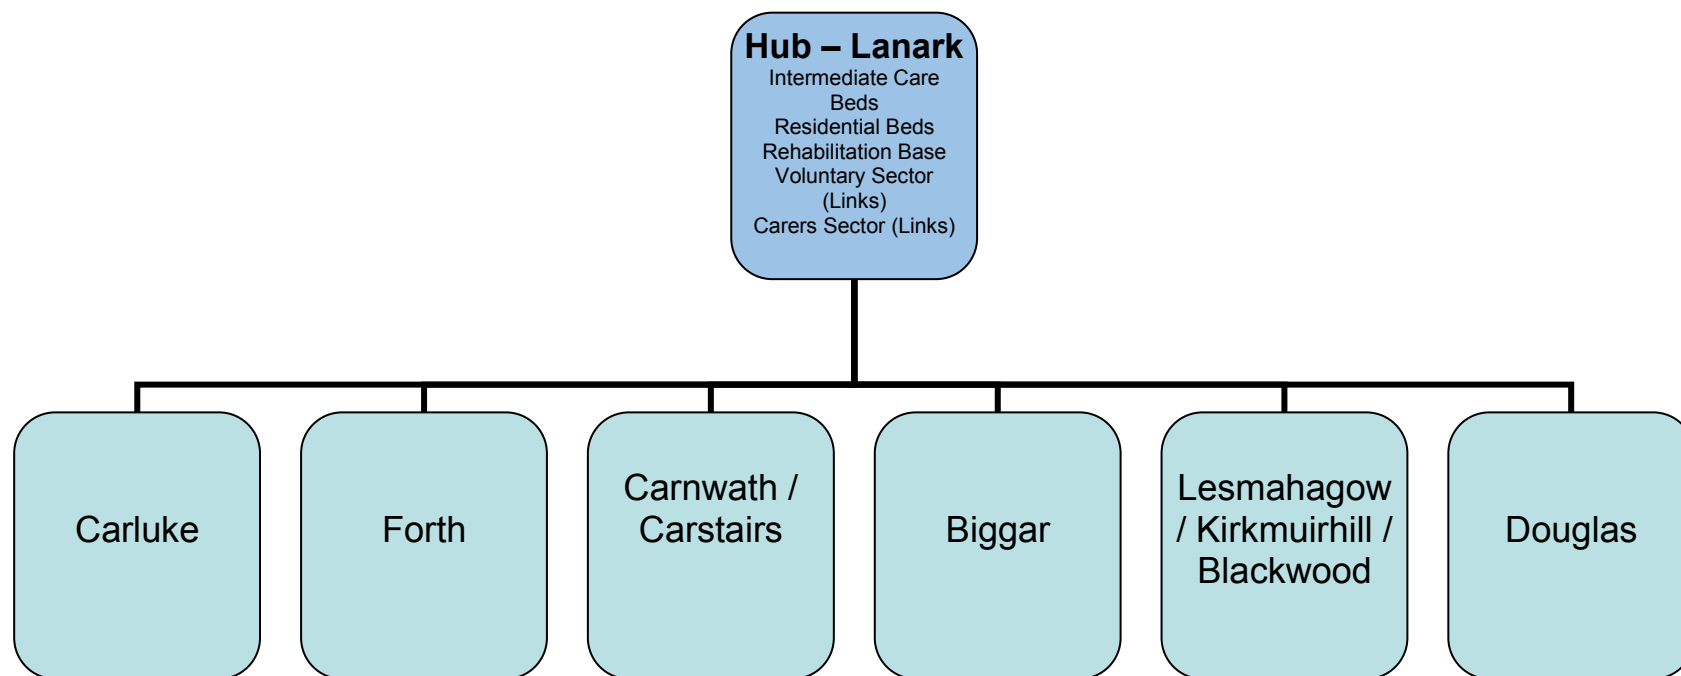 Hub – Lanark
Intermediate Care
Beds
Residential Beds
Rehabilitation Base
Voluntary Sector
(Links)
Carers Sector (Links)
Carluke
Forth
Carnwath /
Carstairs
Biggar
Lesmahagow
/ Kirkmuirhill /
Blackwood
Douglas